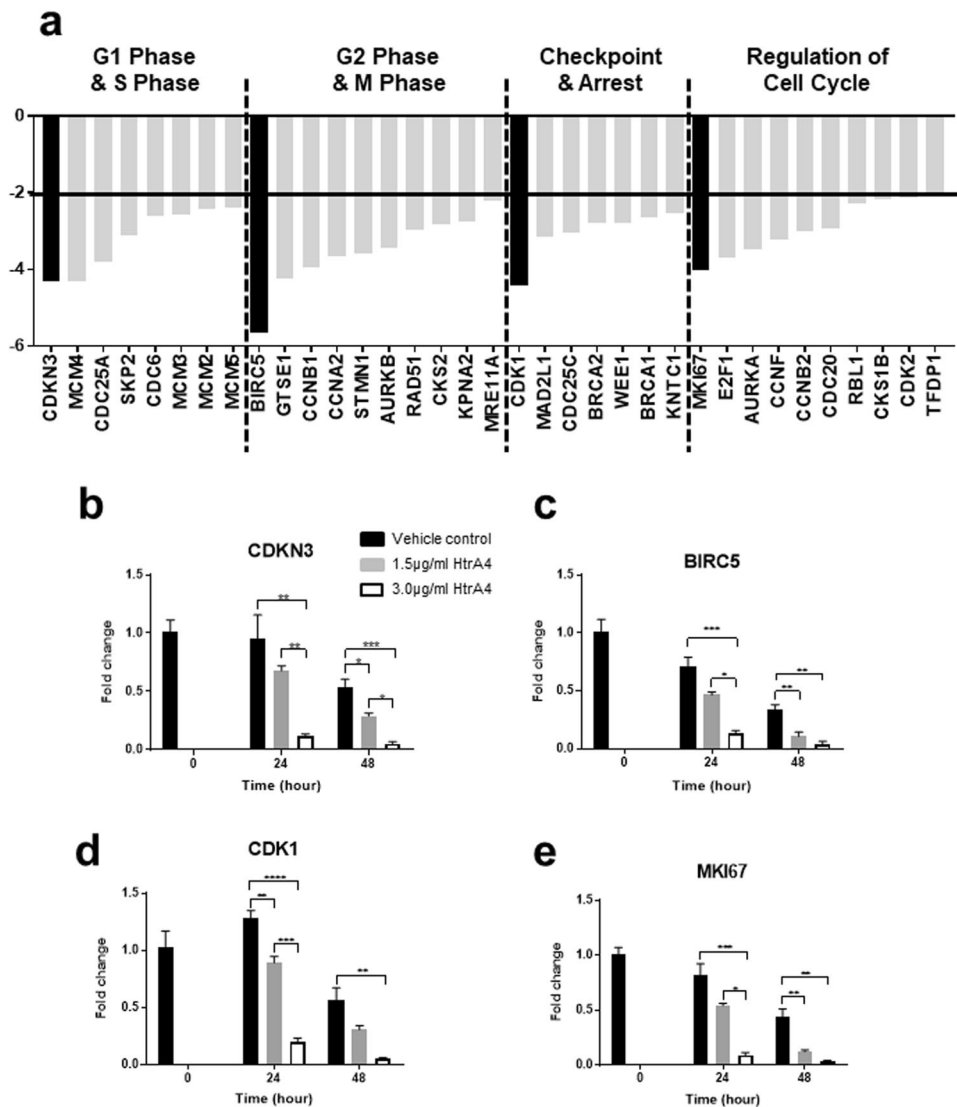 a
G1 Phase
& S Phase
G2 Phase
& M Phase
Checkpoint
& Arrest
Regulation of
Cell Cycle
0
-2
-4
-6
CDKN3
MCM4
CDC25A
SKP2
CDC6
MCM3
MCM2
MCM5
BIRC5
GTSE1
CCNB1
CCNA2
STMN1
AURKB
RAD51
CKS2
KPNA2
MRE11A
CDK1
MAD2L1
CDC25C
BRCA2
WEE1
BRCA1
KNTC1
MKI67
E2F1
AURKA
CCNF
CCNB2
CDC20
RBL1
CKS1B
CDK2
TFDP1
b
CDKN3
Vehicle control
1.5µg/ml HtrA4
3.0µg/ml HtrA4
Fold change
1.5
1.0
0.5
0.0
**
**
***
*
*
0
24
48
Time (hour)
c
BIRC5
Fold change
1.5
1.0
0.5
0.0
***
*
**
**
0
24
48
Time (hour)
d
CDK1
Fold change
1.5
1.0
0.5
0.0
****
**
***
**
0
24
48
Time (hour)
e
MKI67
Fold change
1.5
1.0
0.5
0.0
***
*
**
**
0
24
48
Time (hour)